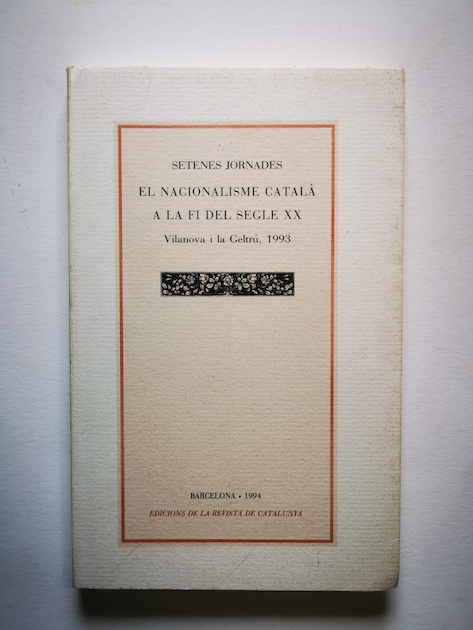 SETENES JORNADES
EL NACIONALISME CATALÀ
A LA FI DEL SEGLE XX
Vilanova i la Geltrú, 1993
BARCELONA • 1994
EDICIONS DE LA REVISTA DE CATALUNYA